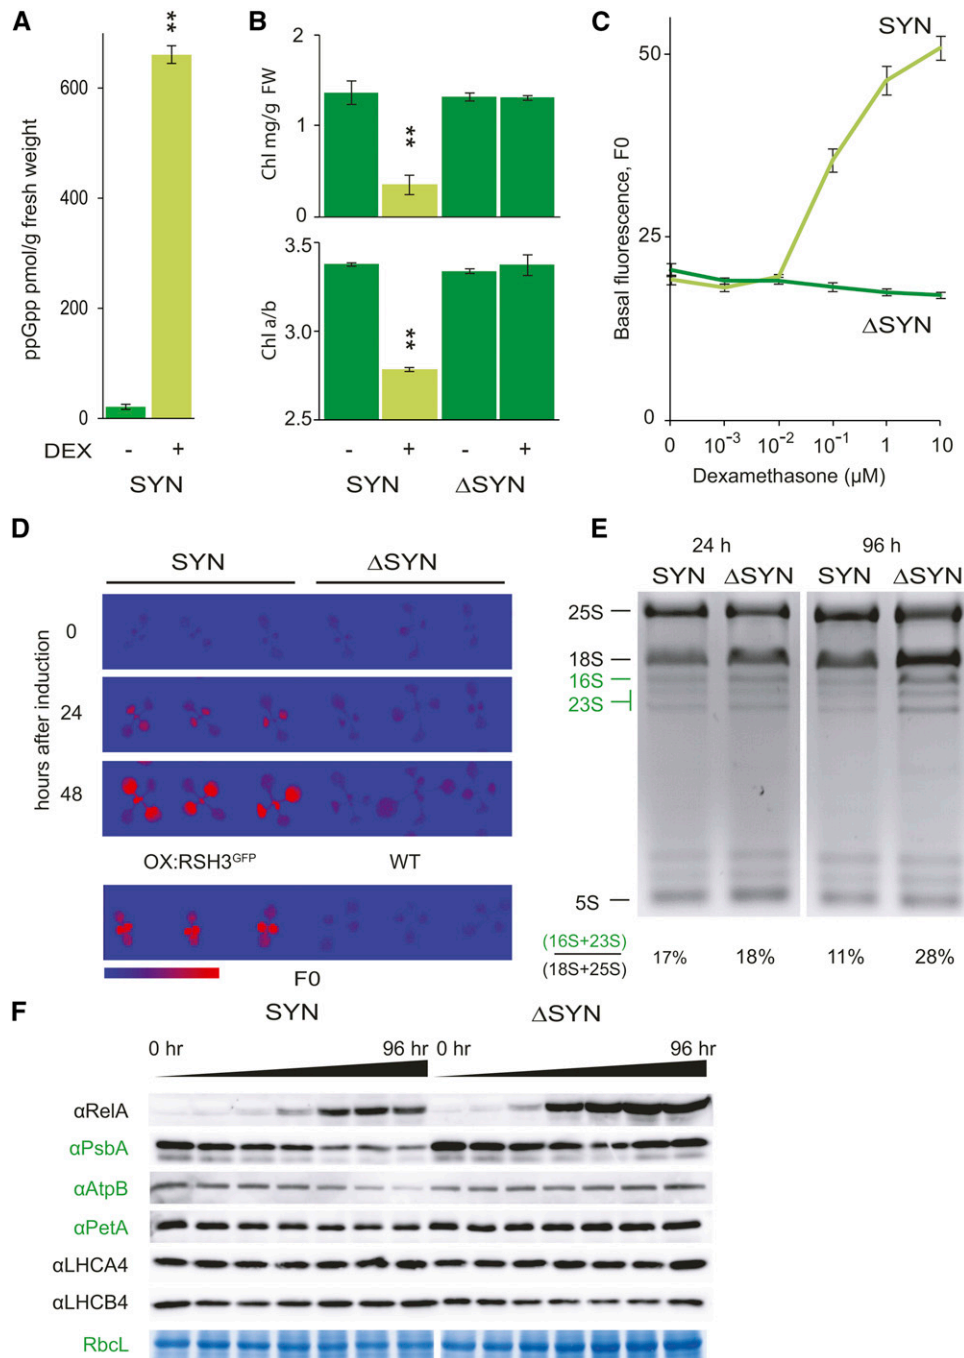 A
ppGpp pmol/g fresh weight
600
400
200
0
**
DEX - +
SYN
B
Chl mg/g FW
2
1
0
**
Chl a/b
3.5
3.0
2.5
**
- + - +
SYN ΔSYN
C
Basal fluorescence, F0
50
25
0
SYN
ΔSYN
0 10⁻³ 10⁻² 10⁻¹ 1 10
Dexamethasone (µM)
D
SYN ΔSYN
hours after induction
0
24
48
OX:RSH3ᴳᶠᴾ WT
F0
E
24 h 96 h
SYN ΔSYN SYN ΔSYN
25S
18S
16S
23S
5S
(16S+23S)
(18S+25S)
17% 18% 11% 28%
F
SYN ΔSYN
0 hr 96 hr 0 hr 96 hr
αRelA
αPsbA
αAtpB
αPetA
αLHCA4
αLHCB4
RbcL